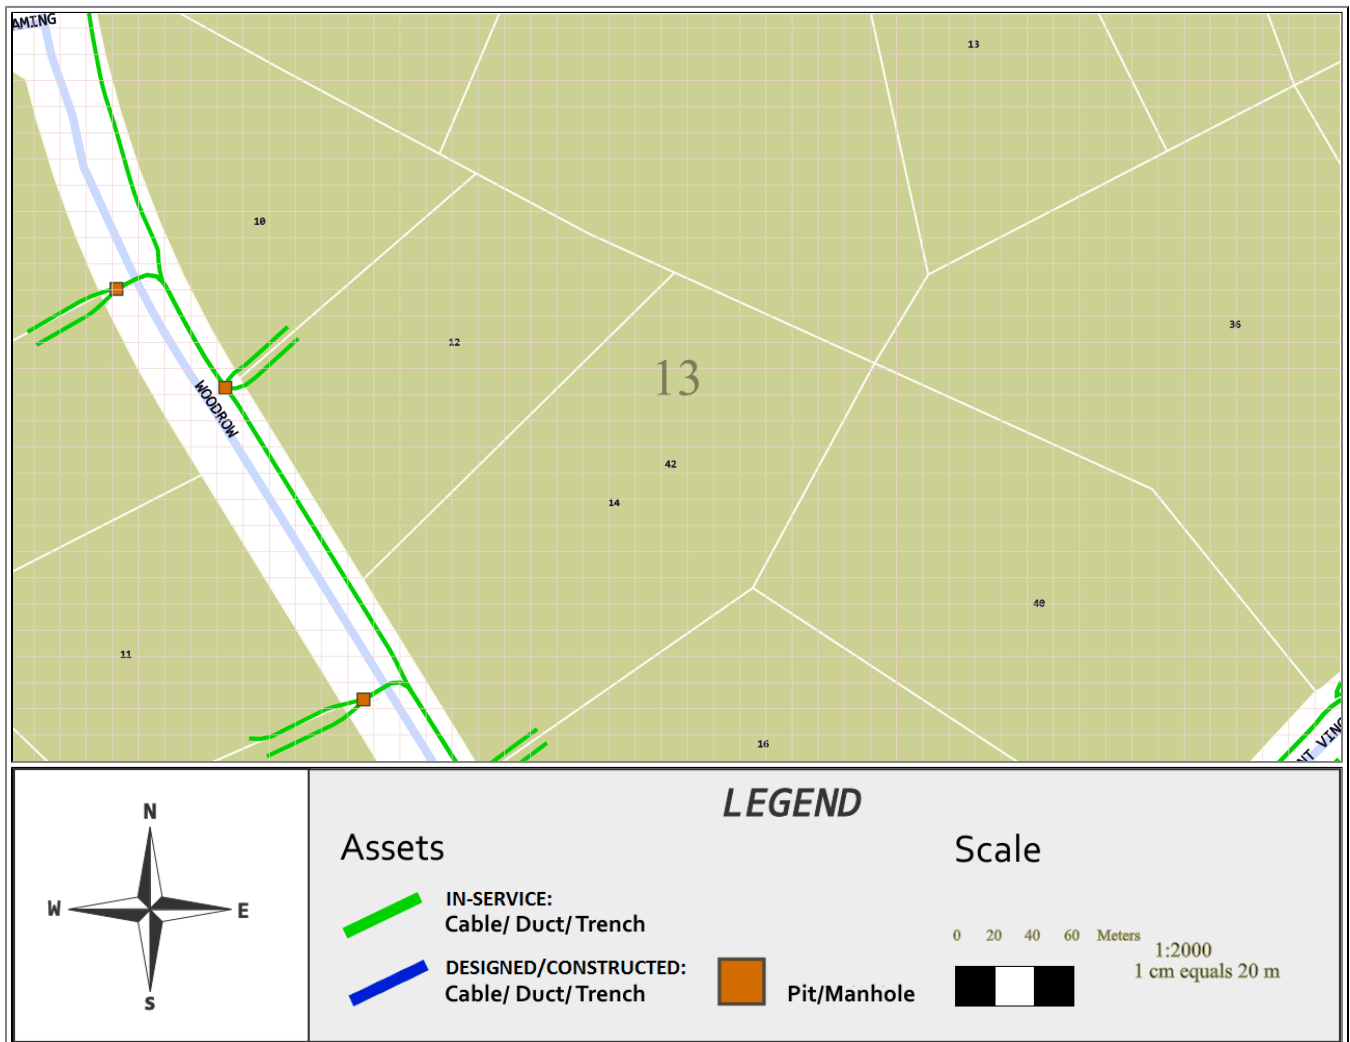 AMING
13
10
36
12
13
WOODROW
42
14
40
11
16
NT VING
N
W
E
S
LEGEND
Assets
Scale
IN-SERVICE:
Cable/ Duct/ Trench
DESIGNED/CONSTRUCTED:
Cable/ Duct/ Trench
Pit/Manhole
0 20 40 60 Meters
1:2000
1 cm equals 20 m